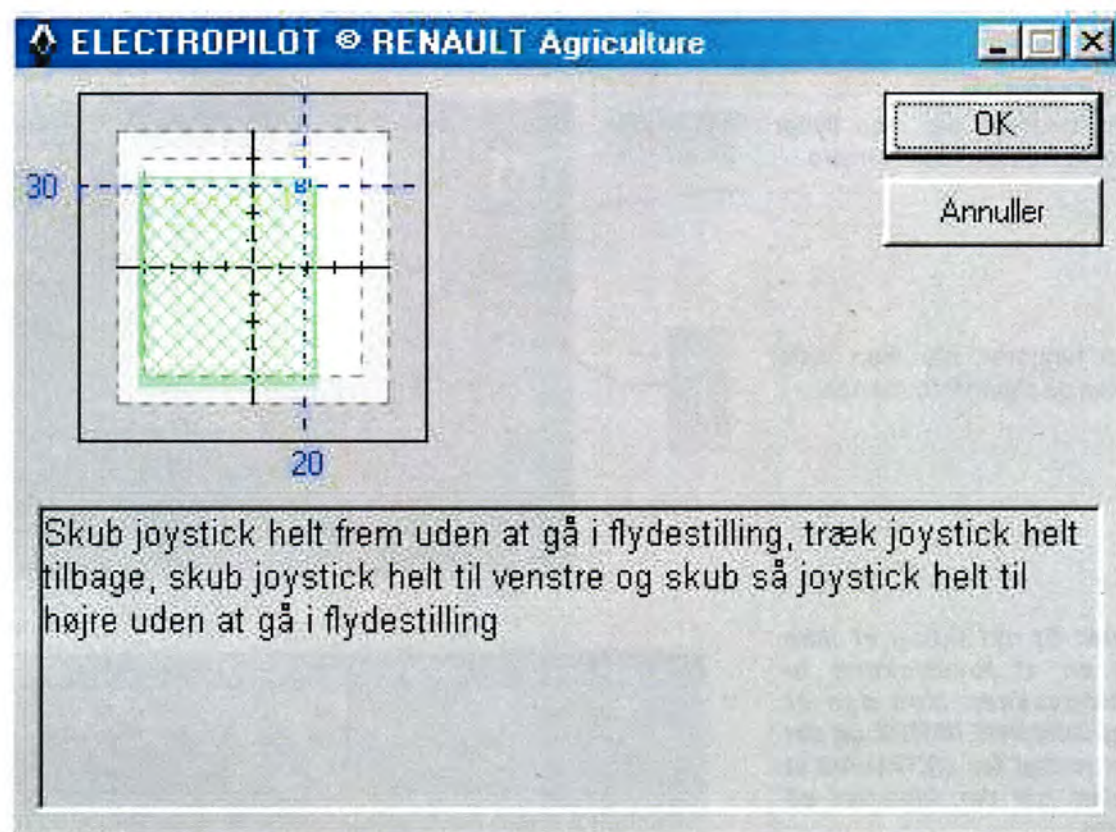 ELECTROPILOT © RENAULT Agriculture
OK
30
Annuller
20
Skub joystick helt frem uden at gå i flydestilling, træk joystick helt
tilbage, skub joystick helt til venstre og skub så joystick helt til
højre uden at gå i flydestilling